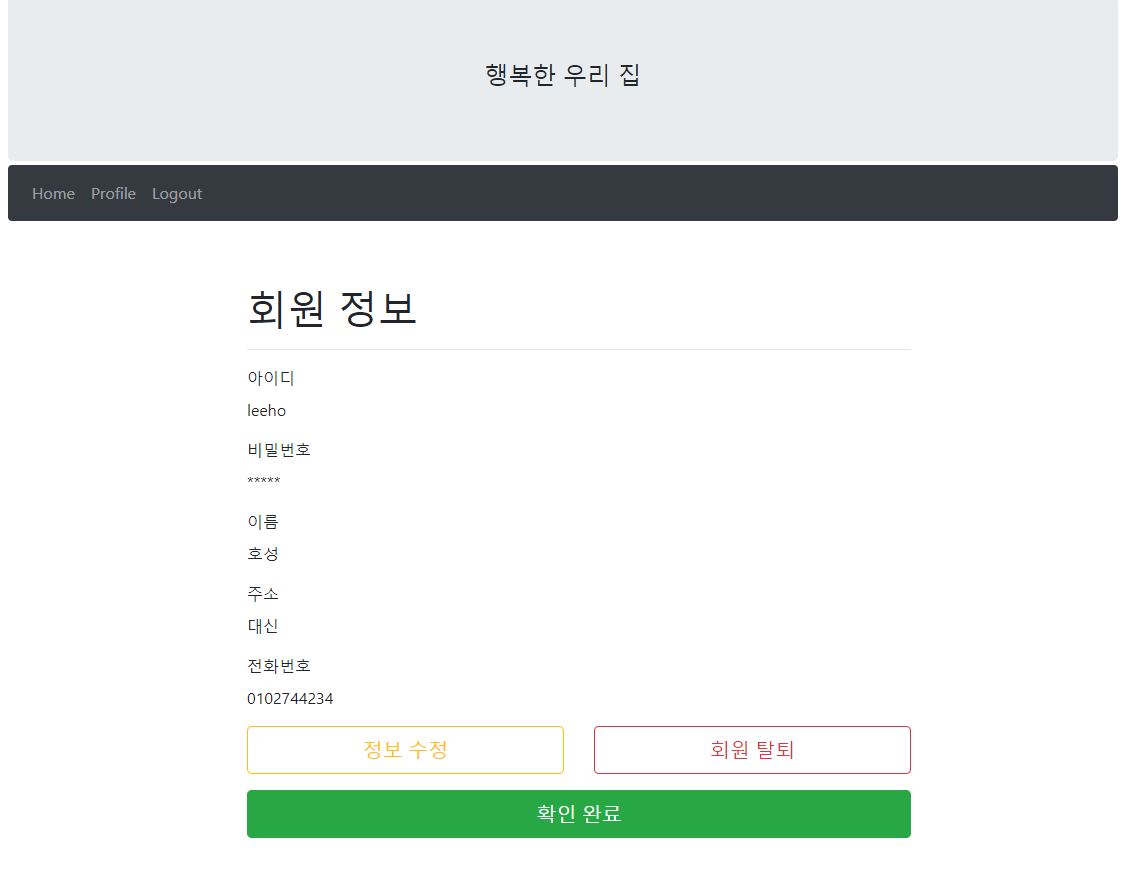 행복한 우리 집
Home Profile Logout
회원 정보
아이디
leeho
비밀번호
*****
이름
호성
주소
대신
전화번호
0102744234
정보 수정 회원 탈퇴
확인 완료